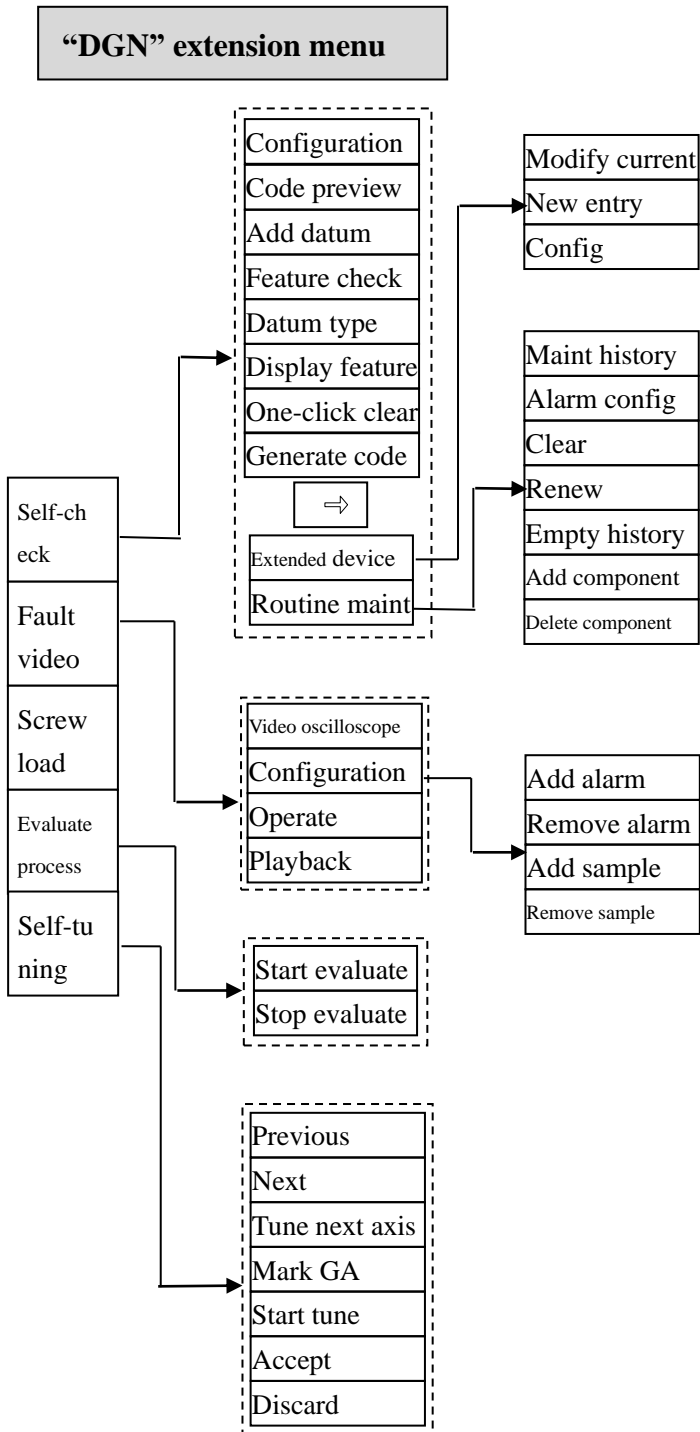 “DGN” extension menu
Self-ch
eck
Fault
video
Screw
load
Evaluate
process
Self-tu
ning
Configuration
Code preview
Add datum
Feature check
Datum type
Display feature
One-click clear
Generate code
⇨
Extended device
Routine maint
Modify current
New entry
Config
Maint history
Alarm config
Clear
Renew
Empty history
Add component
Delete component
Video oscilloscope
Configuration
Operate
Playback
Add alarm
Remove alarm
Add sample
Remove sample
Start evaluate
Stop evaluate
Previous
Next
Tune next axis
Mark GA
Start tune
Accept
Discard